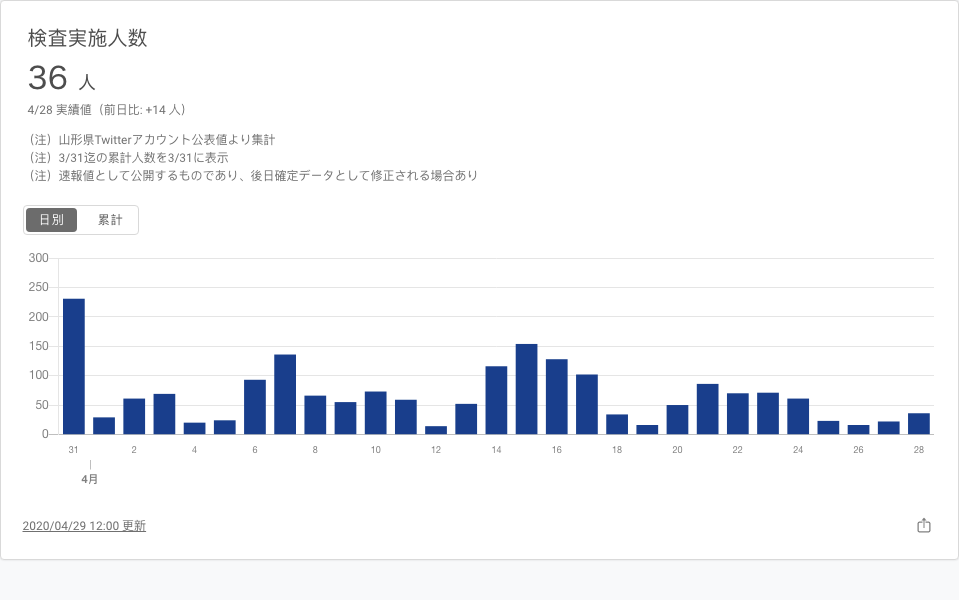 検査実施人数
36 人
4/28 実績値（前日比: +14 人）
（注）山形県Twitterアカウント公表値より集計
（注）3/31迄の累計人数を3/31に表示
（注）速報値として公開するものであり、後日確定データとして修正される場合あり
日別 累計
300
250
200
150
100
50
0
31 2 4 6 8 10 12 14 16 18 20 22 24 26 28
4月
2020/04/29 12:00 更新